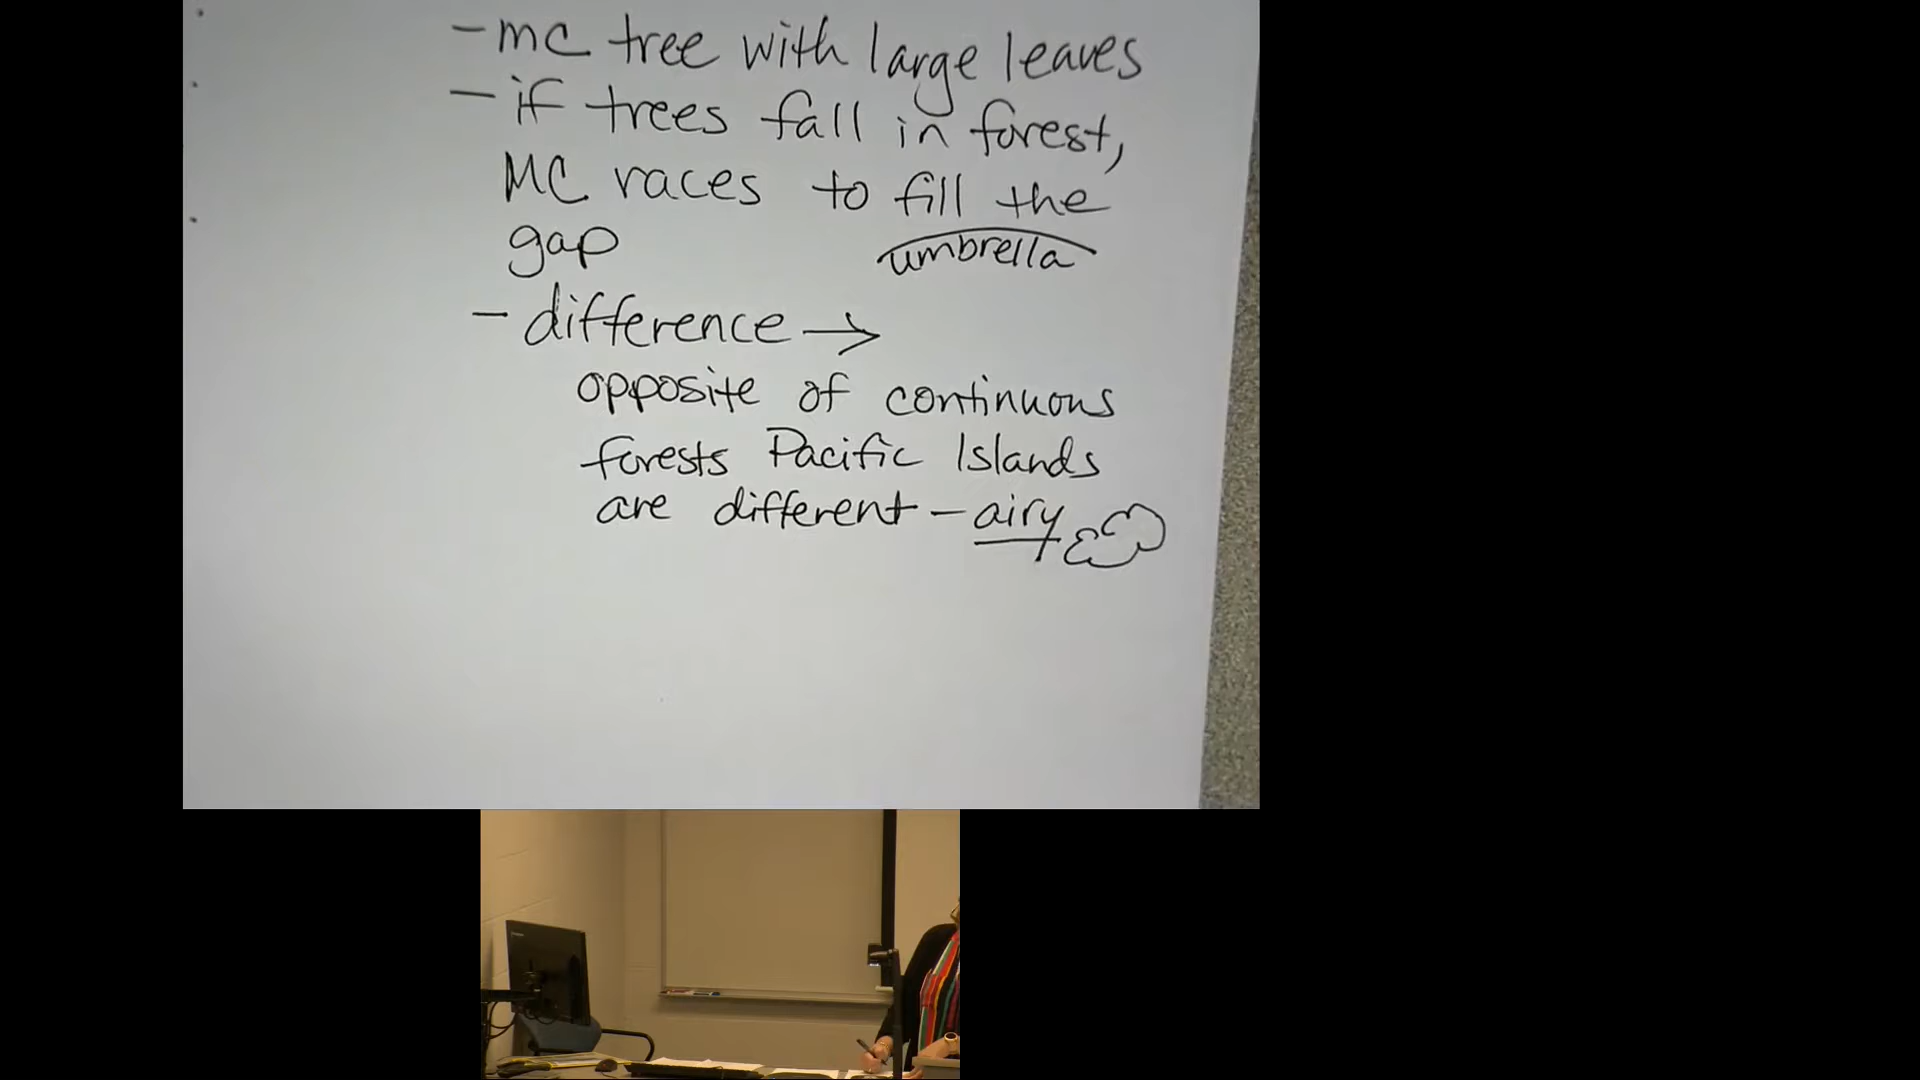 - mc tree with large leaves
- if trees fall in forest,
MC races to fill the
gap umbrella
- difference →
opposite of continuous
forests Pacific Islands
are different - airy